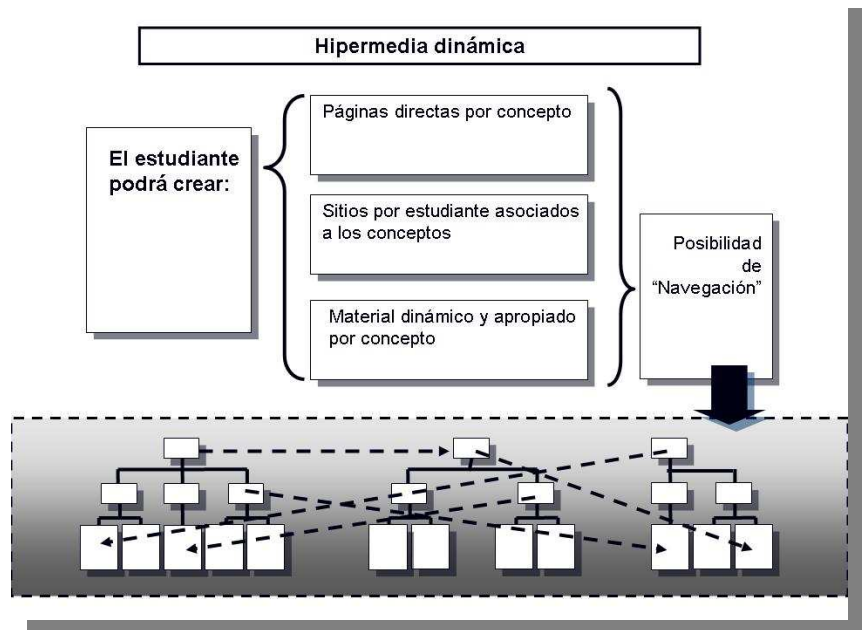 Hipermedia dinámica
El estudiante
podrá crear:
Páginas directas por concepto
Sitios por estudiante asociados
a los conceptos
Material dinámico y apropiado
por concepto
Posibilidad
de
“Navegación”